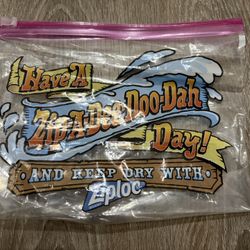 Have A
Zip-A-Dee-Doo-Dah
Day!
• AND KEEP DRY WITH •
Ziploc